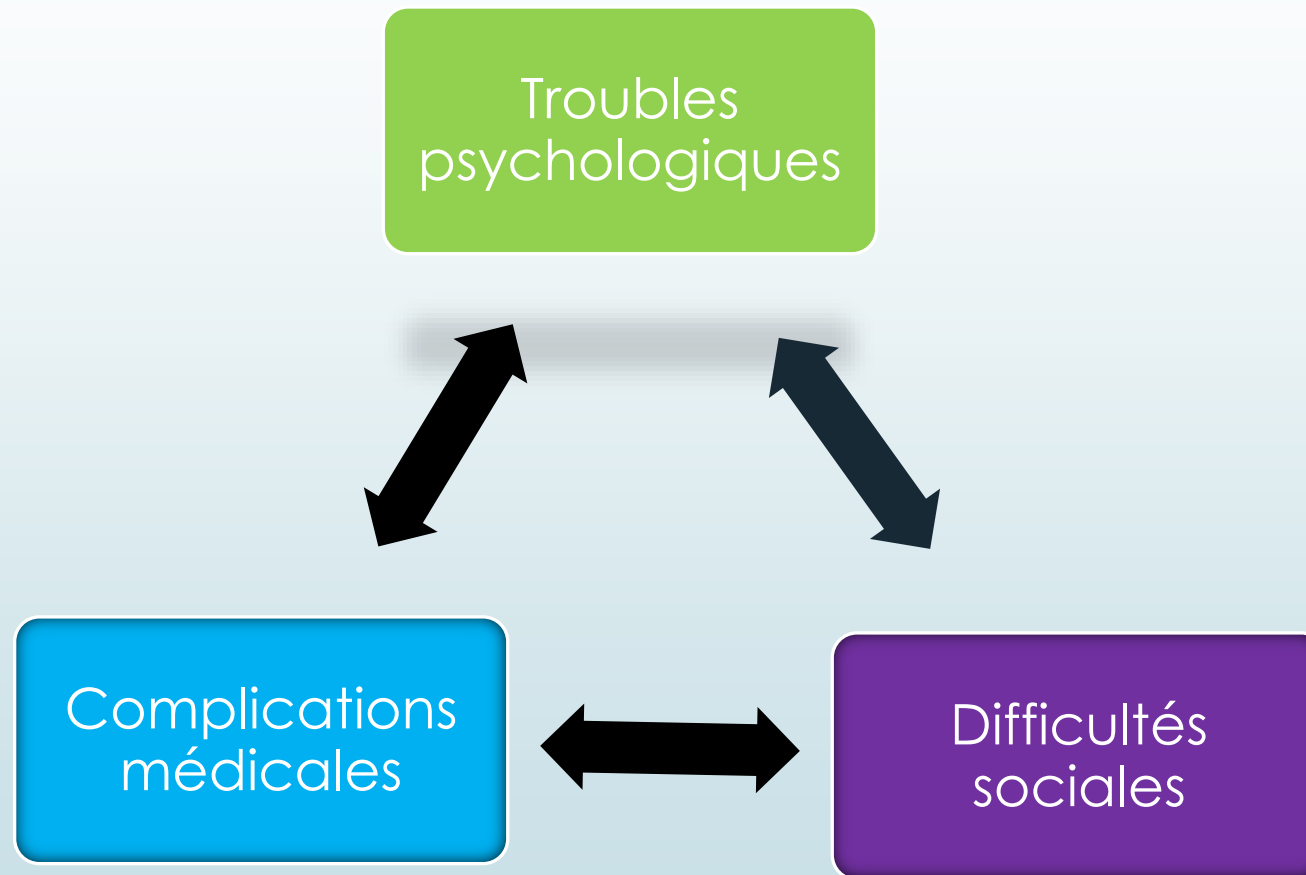 Troubles
psychologiques
Complications
médicales
Difficultés
sociales